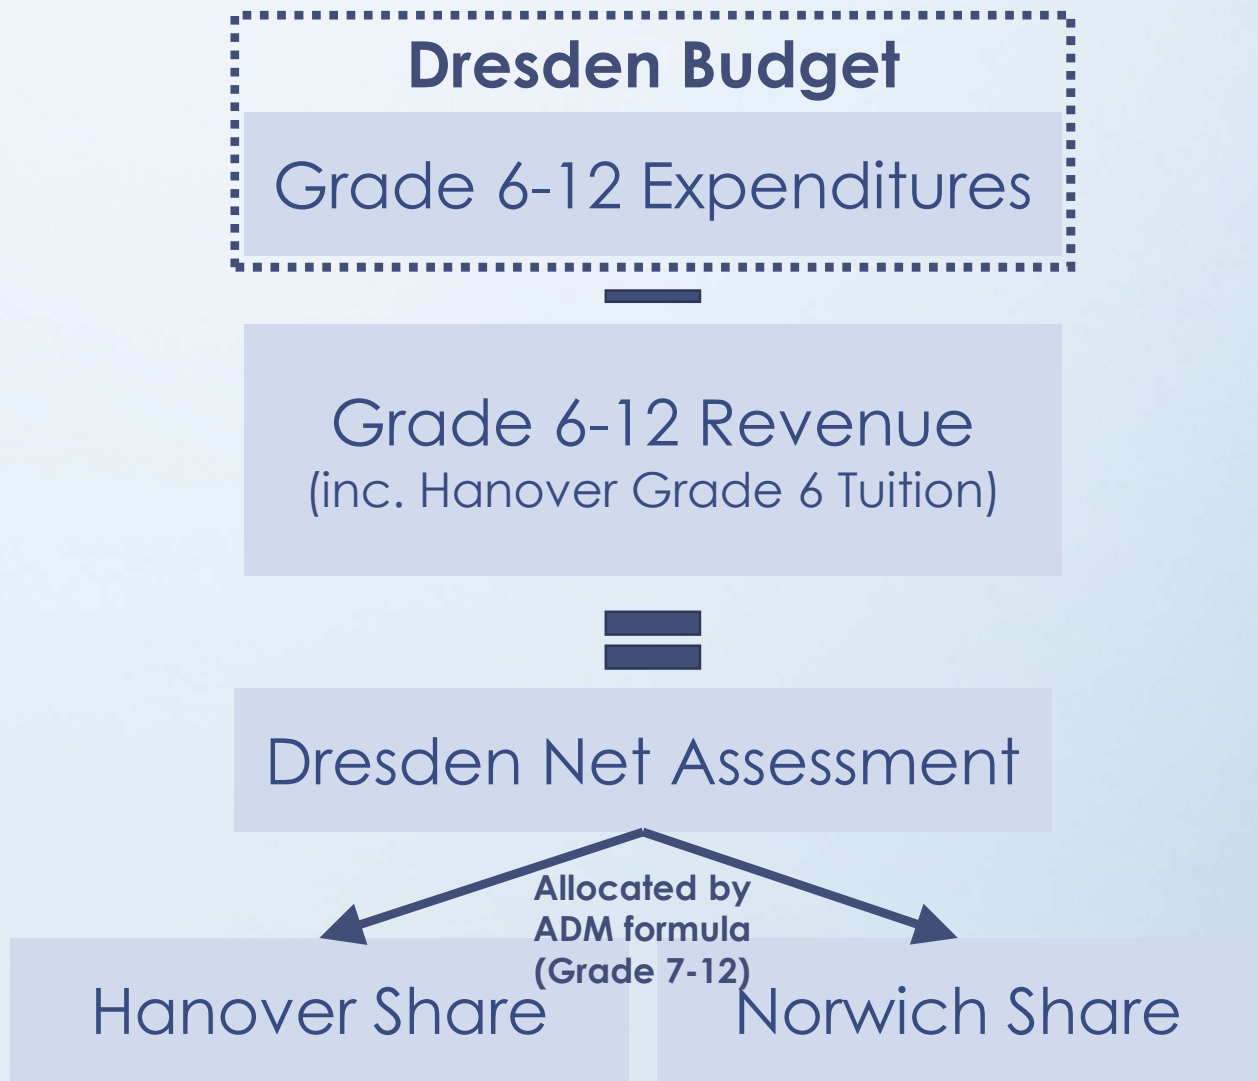 Dresden Budget
Grade 6-12 Expenditures
Grade 6-12 Revenue
(inc. Hanover Grade 6 Tuition)
Dresden Net Assessment
Allocated by
ADM formula
(Grade 7-12)
Hanover Share
Norwich Share